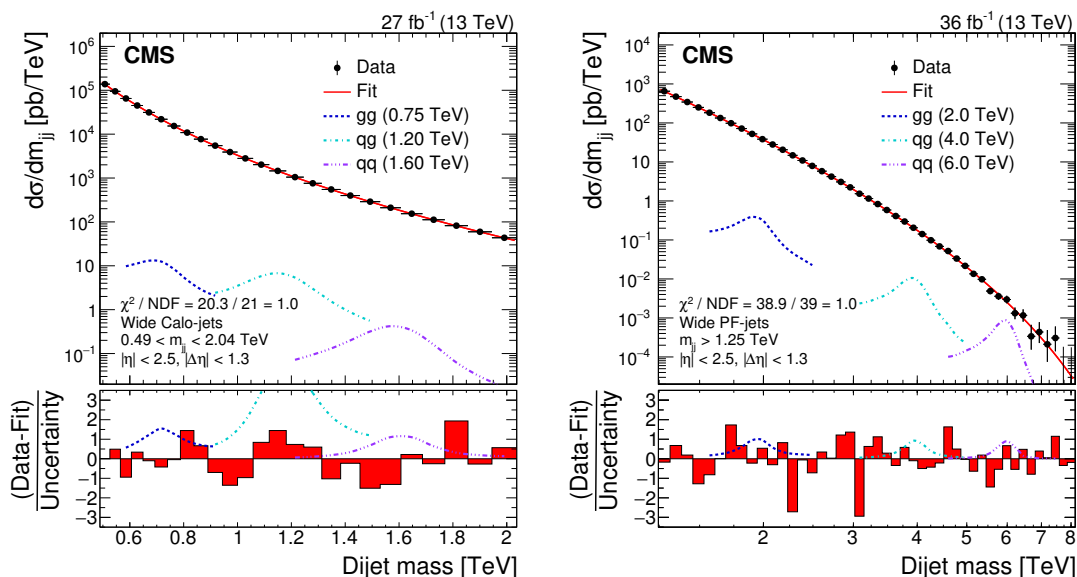 27 fb⁻¹ (13 TeV)
CMS
Data
Fit
gg (0.75 TeV)
qg (1.20 TeV)
qq (1.60 TeV)
dσ/dm_jj [pb/TeV]
10⁶
10⁵
10⁴
10³
10²
10
1
10⁻¹
χ² / NDF = 20.3 / 21 = 1.0
Wide Calo-jets
0.49 < m_jj < 2.04 TeV
|η| < 2.5, |Δη| < 1.3
(Data-Fit)
Uncertainty
3
2
1
0
−1
−2
−3
0.6 0.8 1 1.2 1.4 1.6 1.8 2
Dijet mass [TeV]
36 fb⁻¹ (13 TeV)
CMS
Data
Fit
gg (2.0 TeV)
qg (4.0 TeV)
qq (6.0 TeV)
dσ/dm_jj [pb/TeV]
10⁴
10³
10²
10
1
10⁻¹
10⁻²
10⁻³
10⁻⁴
χ² / NDF = 38.9 / 39 = 1.0
Wide PF-jets
m_jj > 1.25 TeV
|η| < 2.5, |Δη| < 1.3
(Data-Fit)
Uncertainty
3
2
1
0
−1
−2
−3
2 3 4 5 6 7 8
Dijet mass [TeV]